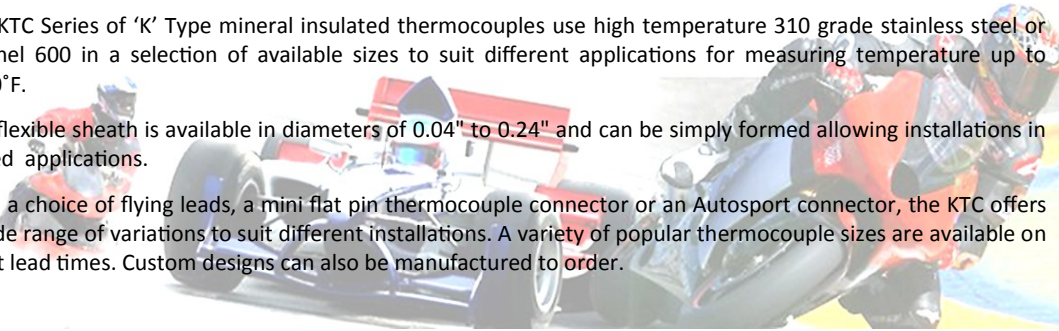 KTC Series of ‘K’ Type mineral insulated thermocouples use high temperature 310 grade stainless steel or
600 in a selection of available sizes to suit different applications for measuring temperature up to
˚F.
flexible sheath is available in diameters of 0.04" to 0.24" and can be simply formed allowing installations in
applications.
a choice of flying leads, a mini flat pin thermocouple connector or an Autosport connector, the KTC offers
range of variations to suit different installations. A variety of popular thermocouple sizes are available on
lead times. Custom designs can also be manufactured to order.